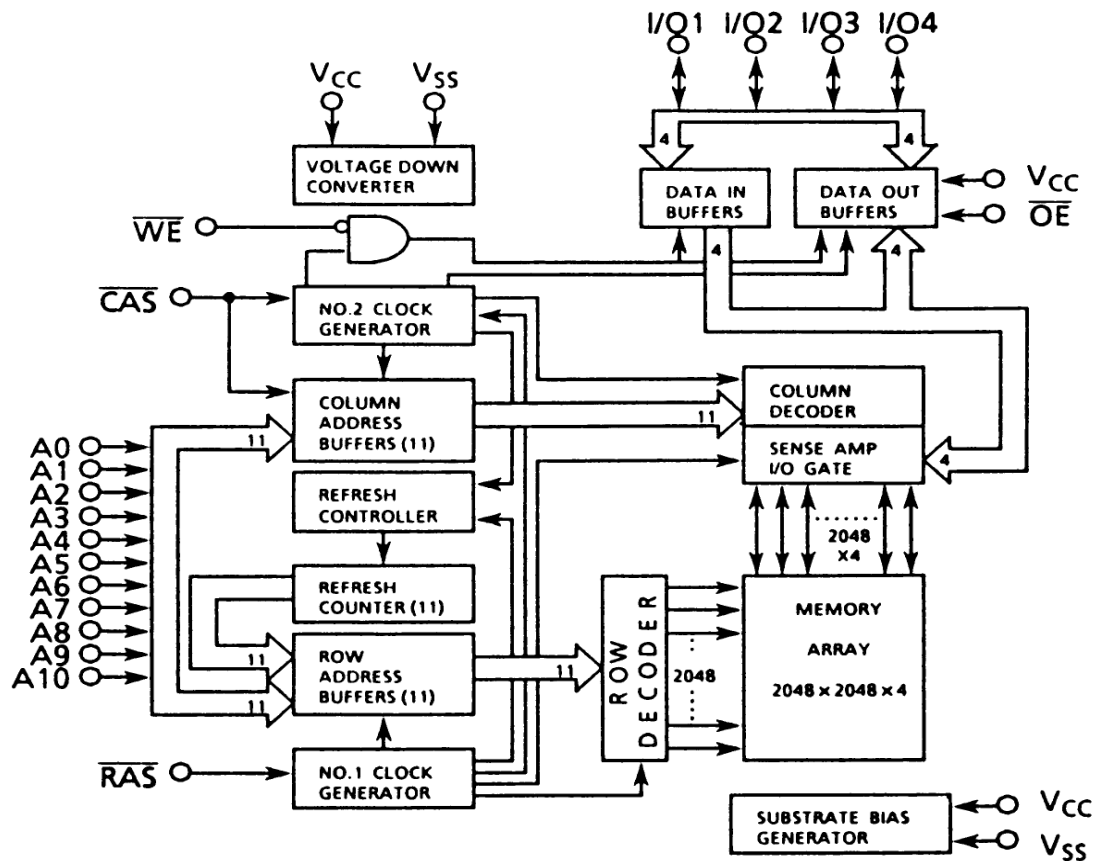 I/O1 I/O2 I/O3 I/O4
VCC VSS
4 4
VOLTAGE DOWN
CONVERTER
DATA IN
BUFFERS
DATA OUT
BUFFERS
VCC
OE
WE
4 4
CAS
NO.2 CLOCK
GENERATOR
COLUMN
ADDRESS
BUFFERS (11)
11
11
COLUMN
DECODER
SENSE AMP
I/O GATE
4
A0
A1
A2
A3
A4
A5
A6
A7
A8
A9
A10
REFRESH
CONTROLLER
2048
X4
REFRESH
COUNTER (11)
11
11
ROW
ADDRESS
BUFFERS (11)
11
ROW
DECODER
2048
MEMORY
ARRAY
2048 x 2048 x 4
RAS
NO.1 CLOCK
GENERATOR
SUBSTRATE BIAS
GENERATOR
VCC
VSS